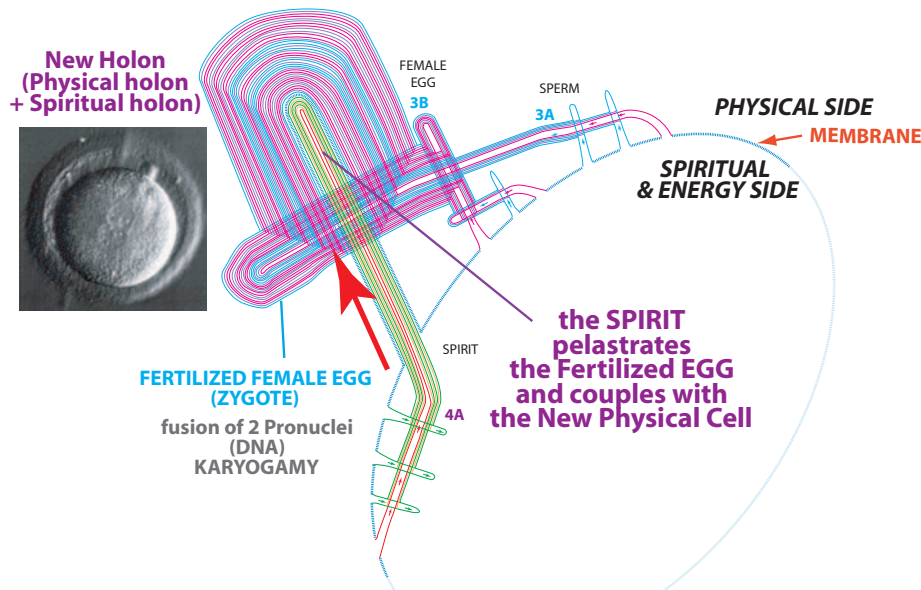 New Holon
(Physical holon
+ Spiritual holon)
FEMALE
EGG
3B
SPERM
3A
PHYSICAL SIDE
MEMBRANE
SPIRITUAL
& ENERGY SIDE
the SPIRIT
pelastrates
the Fertilized EGG
and couples with
the New Physical Cell
SPIRIT
4A
FERTILIZED FEMALE EGG
(ZYGOTE)
fusion of 2 Pronuclei
(DNA)
KARYOGAMY